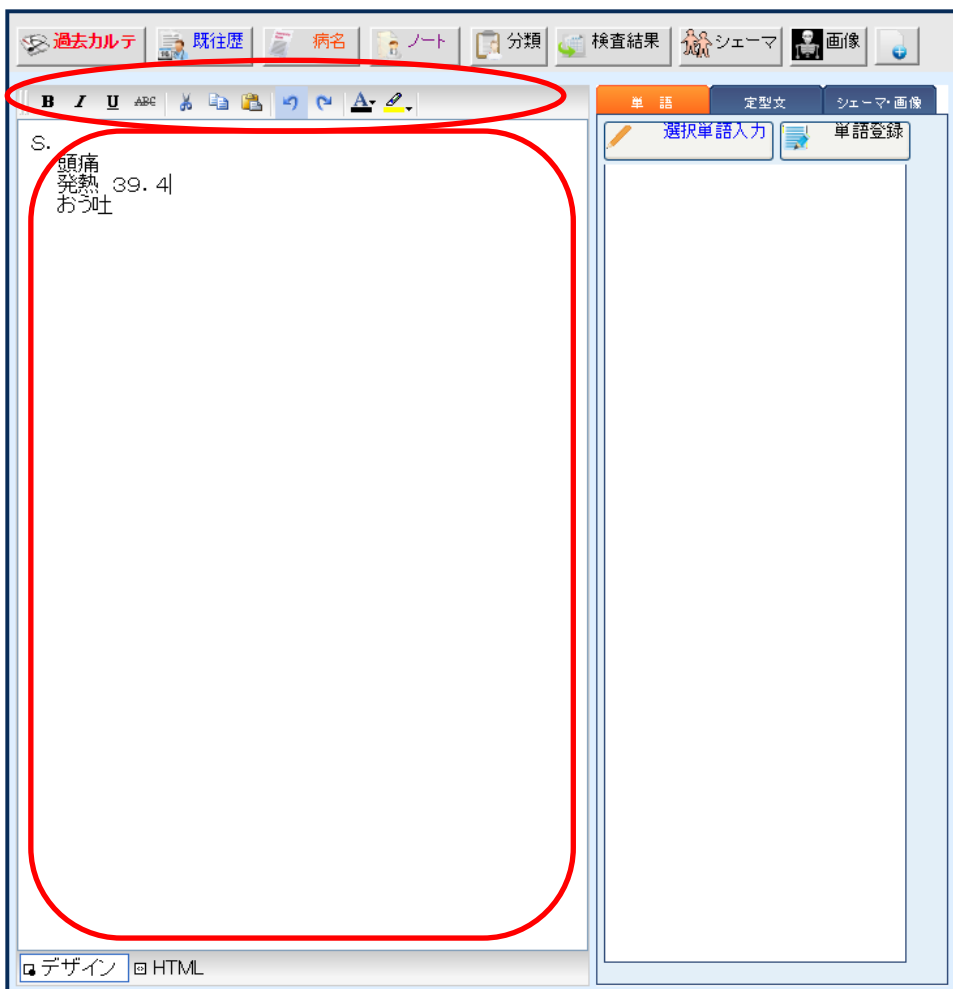 過去カルテ 既往歴 病名 ノート 分類 検査結果 シェーマ 画像
B I U ABC A
単 語 定型文 シェーマ・画像
選択単語入力 単語登録
S.
頭痛
発熱 39. 4
おう吐
デザイン HTML